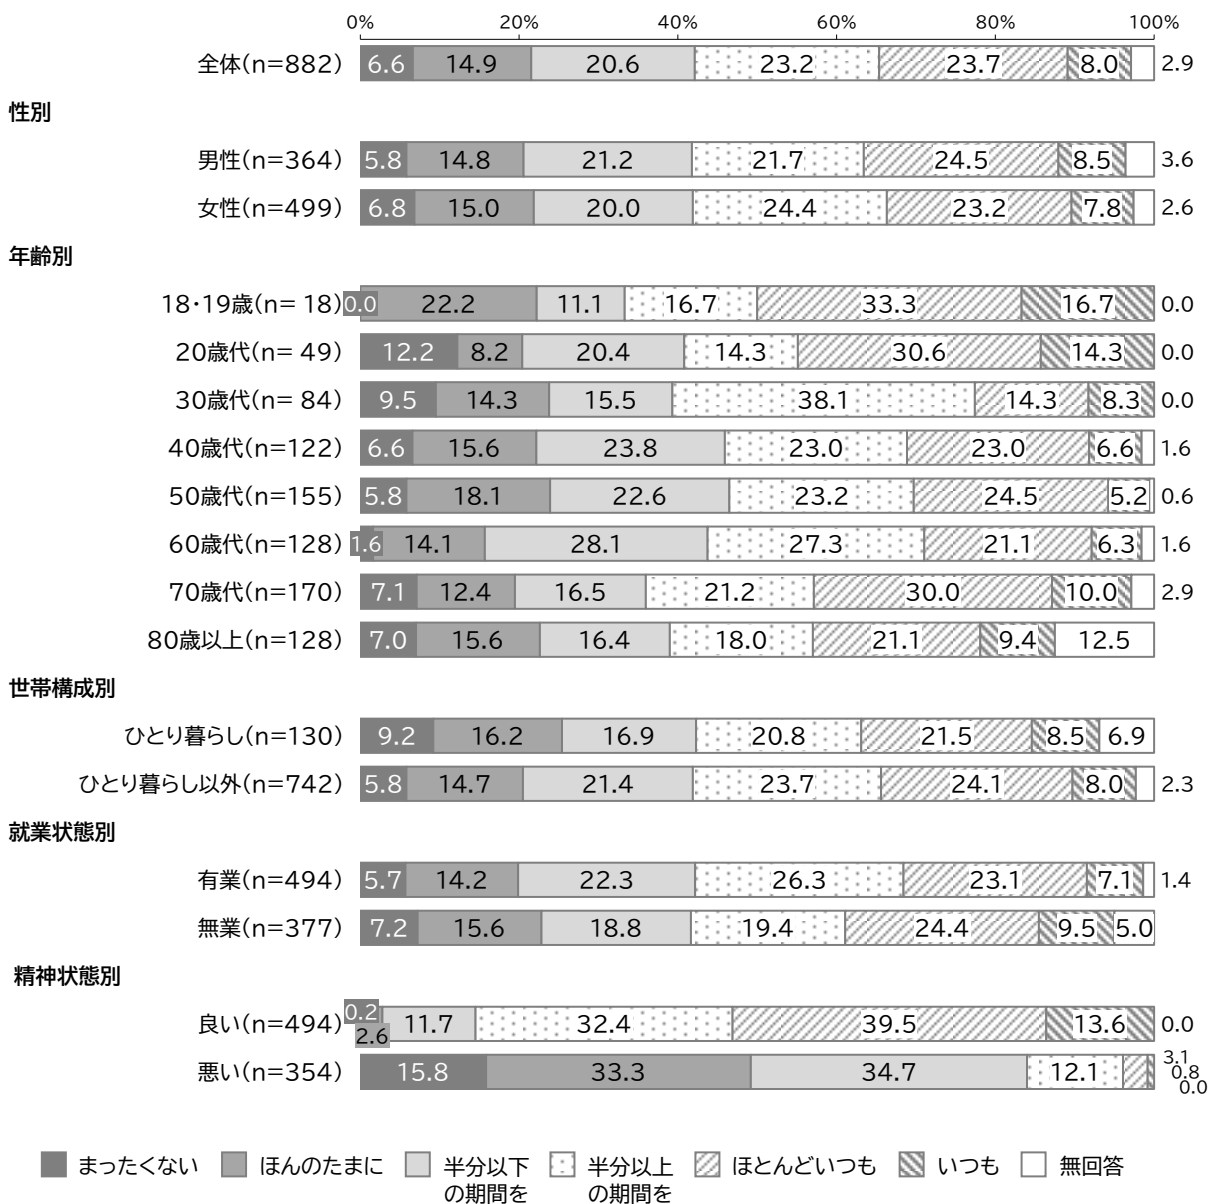 0% 20% 40% 60% 80% 100%
全体(n=882) 6.6 14.9 20.6 23.2 23.7 8.0 2.9
性別
男性(n=364) 5.8 14.8 21.2 21.7 24.5 8.5 3.6
女性(n=499) 6.8 15.0 20.0 24.4 23.2 7.8 2.6
年齢別
18・19歳(n= 18) 0.0 22.2 11.1 16.7 33.3 16.7 0.0
20歳代(n= 49) 12.2 8.2 20.4 14.3 30.6 14.3 0.0
30歳代(n= 84) 9.5 14.3 15.5 38.1 14.3 8.3 0.0
40歳代(n=122) 6.6 15.6 23.8 23.0 23.0 6.6 1.6
50歳代(n=155) 5.8 18.1 22.6 23.2 24.5 5.2 0.6
60歳代(n=128) 1.6 14.1 28.1 27.3 21.1 6.3 1.6
70歳代(n=170) 7.1 12.4 16.5 21.2 30.0 10.0 2.9
80歳以上(n=128) 7.0 15.6 16.4 18.0 21.1 9.4 12.5
世帯構成別
ひとり暮らし(n=130) 9.2 16.2 16.9 20.8 21.5 8.5 6.9
ひとり暮らし以外(n=742) 5.8 14.7 21.4 23.7 24.1 8.0 2.3
就業状態別
有業(n=494) 5.7 14.2 22.3 26.3 23.1 7.1 1.4
無業(n=377) 7.2 15.6 18.8 19.4 24.4 9.5 5.0
精神状態別
良い(n=494) 0.2 2.6 11.7 32.4 39.5 13.6 0.0
悪い(n=354) 15.8 33.3 34.7 12.1 3.1 0.8 0.0
まったくない ほんのたまに 半分以下 半分以上 ほとんどいつも いつも 無回答
の期間を の期間を